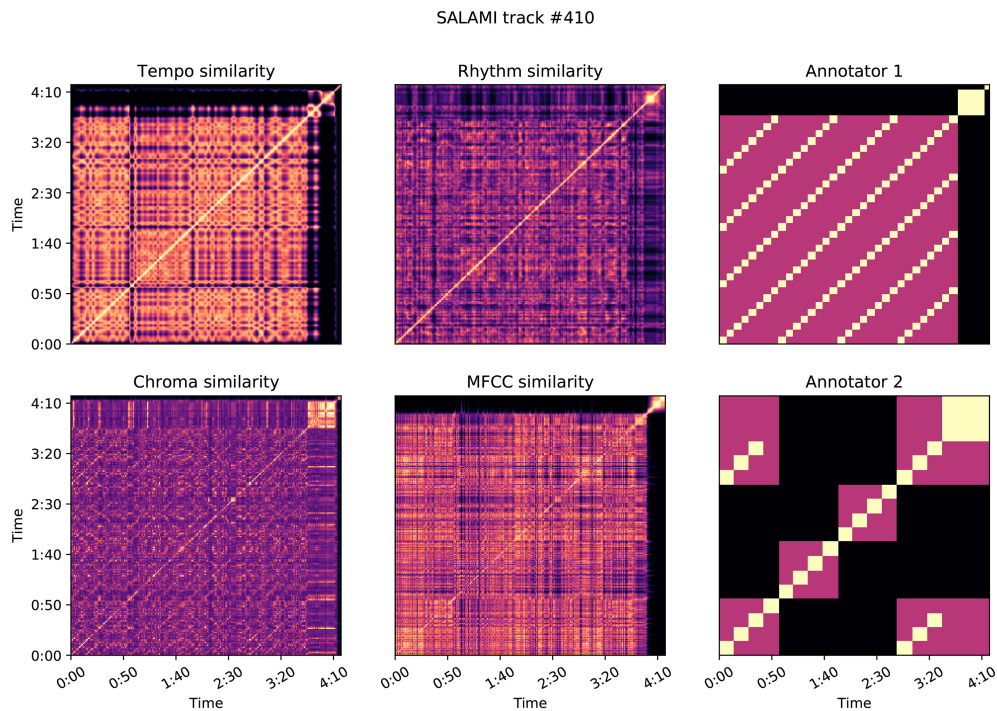 SALAMI track #410
Tempo similarity
Rhythm similarity
Annotator 1
Time
4:10
3:20
2:30
1:40
0:50
0:00
Chroma similarity
MFCC similarity
Annotator 2
Time
4:10
3:20
2:30
1:40
0:50
0:00
0:00 0:50 1:40 2:30 3:20 4:10
0:00 0:50 1:40 2:30 3:20 4:10
0:00 0:50 1:40 2:30 3:20 4:10
Time
Time
Time